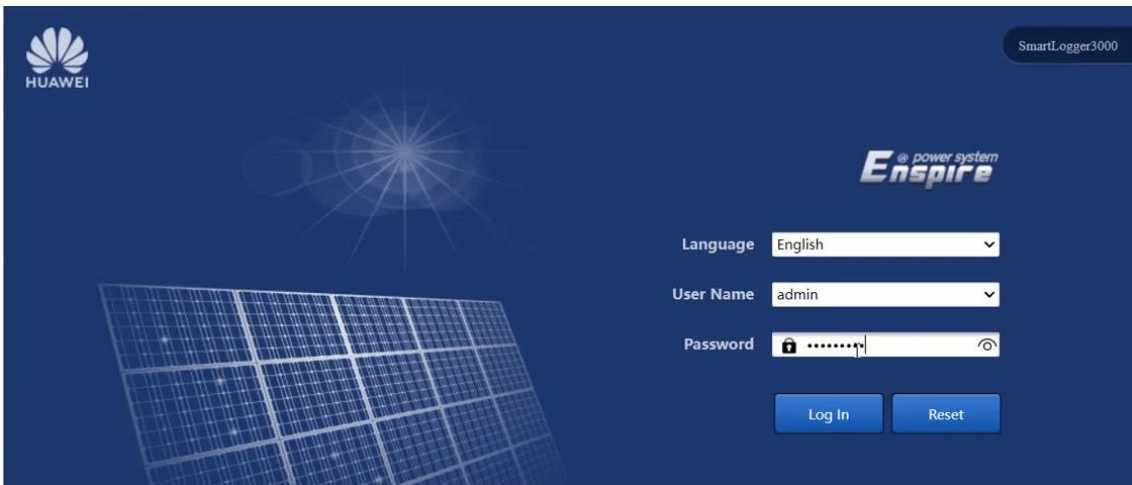 HUAWEI
SmartLogger3000
Enspire @ power system
Language English
User Name admin
Password •••••••••
Log In Reset